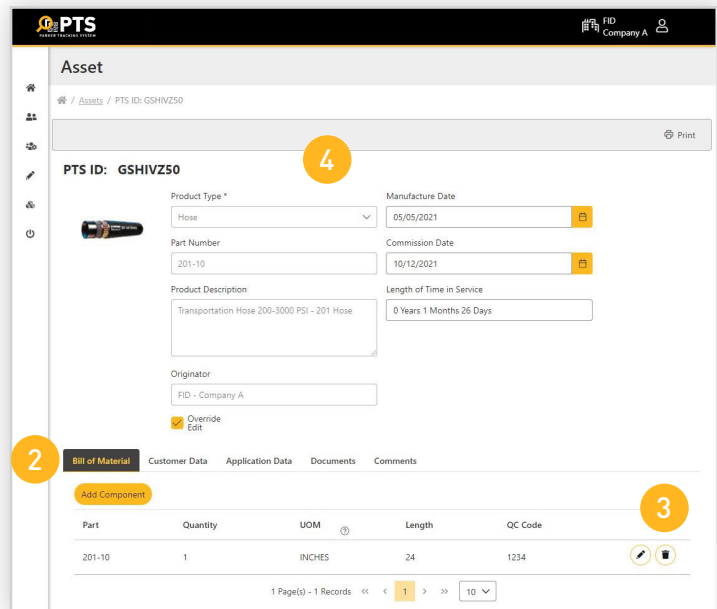 PTS
PARKER TRACKING SYSTEM
FID
Company A
Asset
/ Assets / PTS ID: GSHIVZ50
Print
4
PTS ID: GSHIVZ50
Product Type *
Hose
Manufacture Date
05/05/2021
Part Number
201-10
Commission Date
10/12/2021
Product Description
Transportation Hose 200-3000 PSI - 201 Hose
Length of Time in Service
0 Years 1 Months 26 Days
Originator
FID - Company A
Override
Edit
2
Bill of Material Customer Data Application Data Documents Comments
Add Component
3
Part Quantity UOM ? Length QC Code
201-10 1 INCHES 24 1234
1 Page(s) - 1 Records << < 1 > >> 10